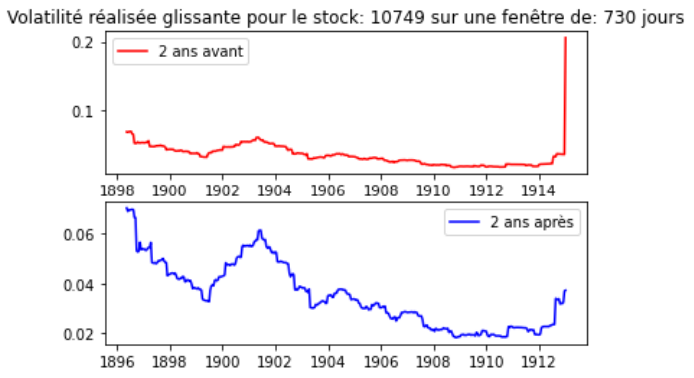 Volatilité réalisée glissante pour le stock: 10749 sur une fenêtre de: 730 jours
0.2
2 ans avant
0.1
1898 1900 1902 1904 1906 1908 1910 1912 1914
2 ans après
0.06
0.04
0.02
1896 1898 1900 1902 1904 1906 1908 1910 1912